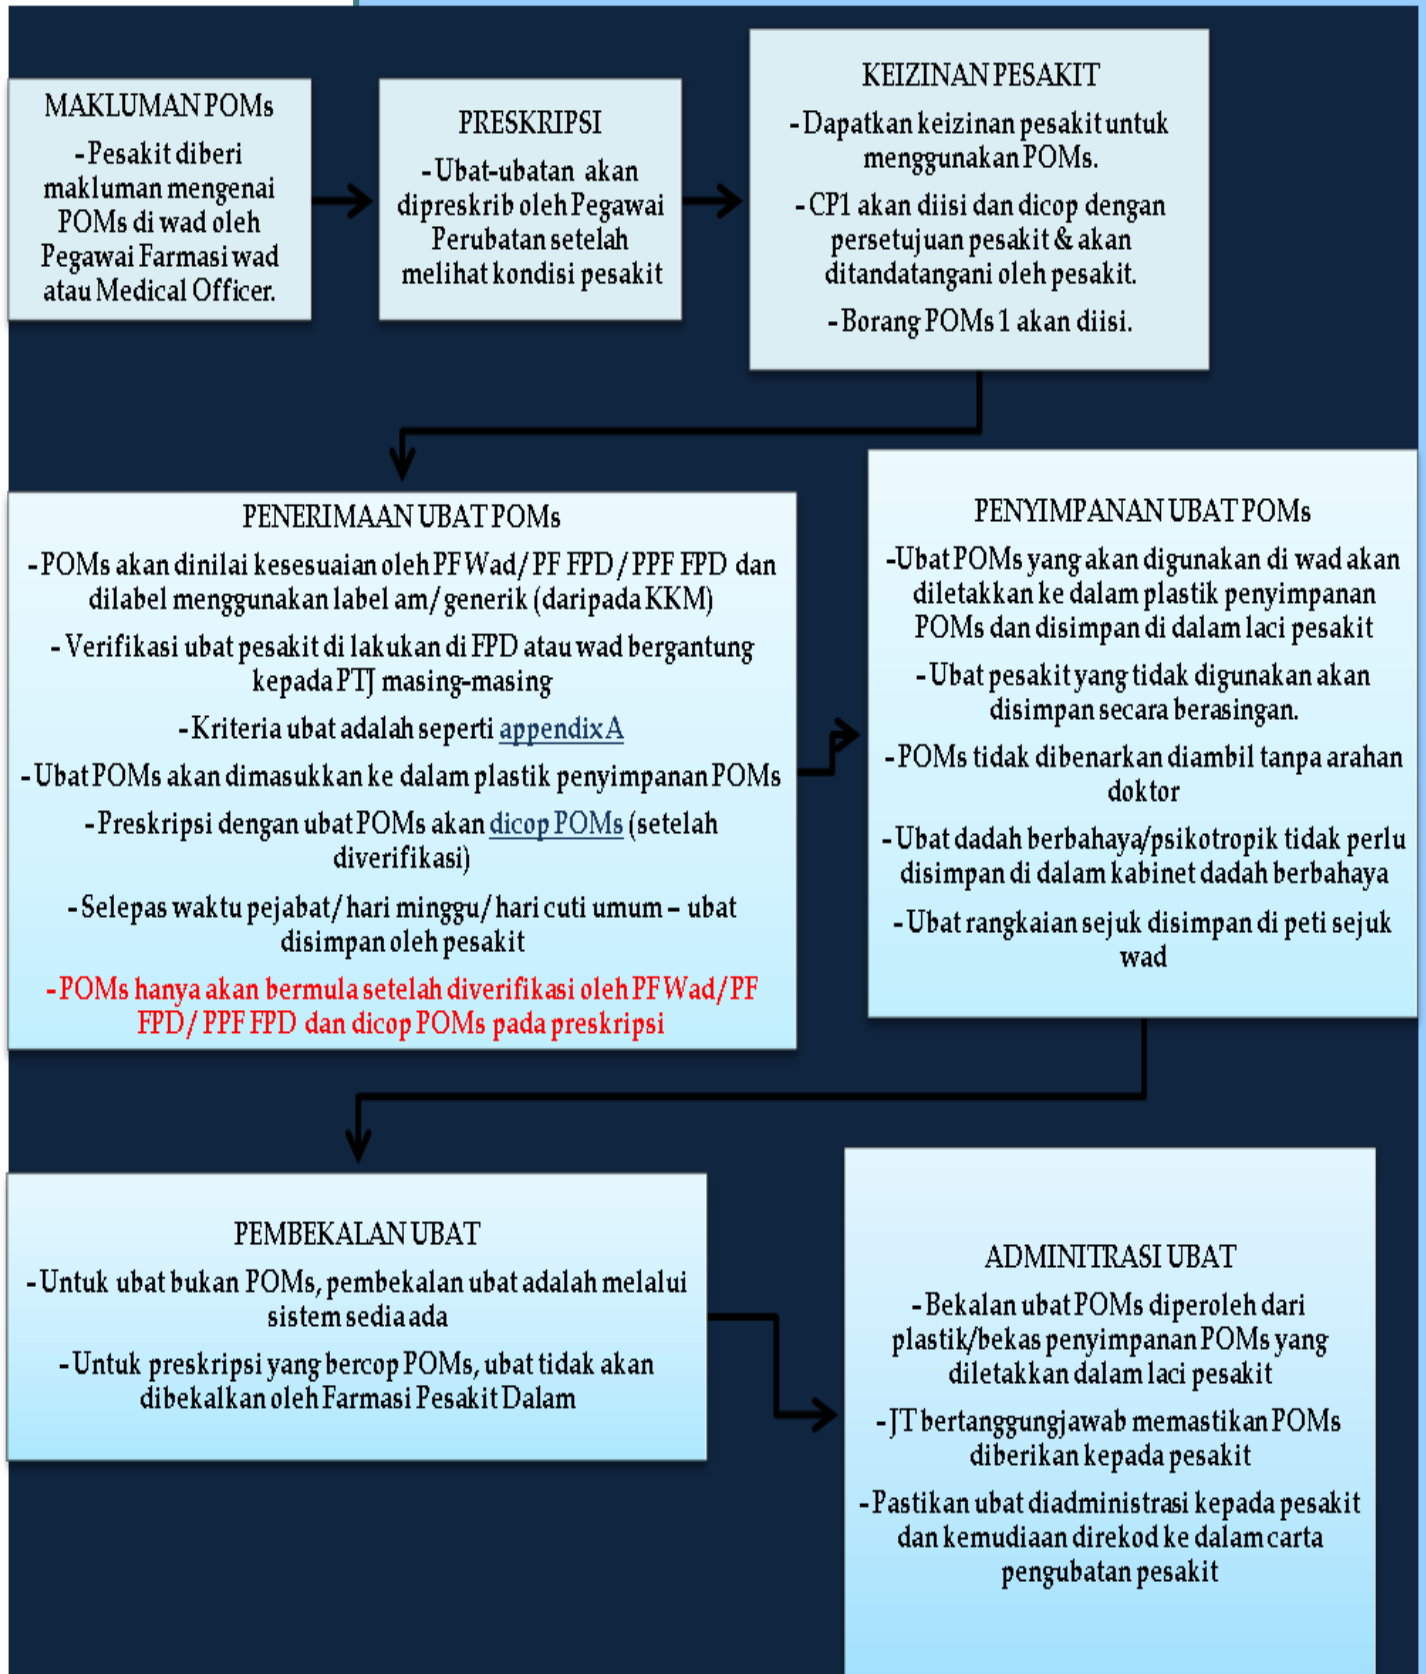 MAKLUMAN POMs
- Pesakit diberi
makluman mengenai
POMs di wad oleh
Pegawai Farmasi wad
atau Medical Officer.
PRESKRIPSI
- Ubat-ubatan akan
dipreskrib oleh Pegawai
Perubatan setelah
melihat kondisi pesakit
KEIZINAN PESAKIT
- Dapatkan keizinan pesakit untuk
menggunakan POMs.
- CP1 akan diisi dan dicop dengan
persetujuan pesakit & akan
ditandatangani oleh pesakit.
- Borang POMs 1 akan diisi.
PENERIMAAN UBAT POMs
- POMs akan dinilai kesesuaian oleh PF Wad/ PF FPD / PPF FPD dan
dilabel menggunakan label am/ generik (daripada KKM)
- Verifikasi ubat pesakit di lakukan di FPD atau wad bergantung
kepada PTJ masing-masing
- Kriteria ubat adalah seperti appendix A
- Ubat POMs akan dimasukkan ke dalam plastik penyimpanan POMs
- Preskripsi dengan ubat POMs akan dicop POMs (setelah
diverifikasi)
- Selepas waktu pejabat/ hari minggu/ hari cuti umum – ubat
disimpan oleh pesakit
- POMs hanya akan bermula setelah diverifikasi oleh PF Wad/ PF
FPD/ PPF FPD dan dicop POMs pada preskripsi
PENYIMPANAN UBAT POMs
- Ubat POMs yang akan digunakan di wad akan
diletakkan ke dalam plastik penyimpanan
POMs dan disimpan di dalam laci pesakit
- Ubat pesakit yang tidak digunakan akan
disimpan secara berasingan.
- POMs tidak dibenarkan diambil tanpa arahan
doktor
- Ubat dadah berbahaya/psikotropik tidak perlu
disimpan di dalam kabinet dadah berbahaya
- Ubat rangkaian sejuk disimpan di peti sejuk
wad
PEMBEKALAN UBAT
- Untuk ubat bukan POMs, pembekalan ubat adalah melalui
sistem sedia ada
- Untuk preskripsi yang bercop POMs, ubat tidak akan
dibekalkan oleh Farmasi Pesakit Dalam
ADMINITRASI UBAT
- Bekalan ubat POMs diperoleh dari
plastik/bekas penyimpanan POMs yang
diletakkan dalam laci pesakit
- JT bertanggungjawab memastikan POMs
diberikan kepada pesakit
- Pastikan ubat diadministrasi kepada pesakit
dan kemudiaan direkod ke dalam carta
pengubatan pesakit